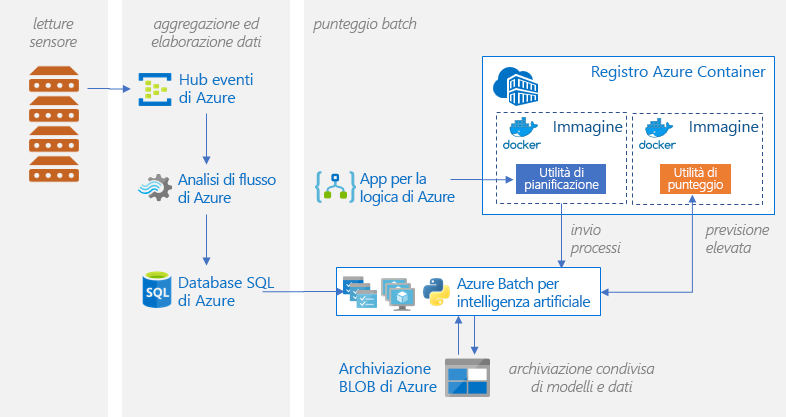 letture
sensore
aggregazione ed
elaborazione dati
punteggio batch
Hub eventi
di Azure
Analisi di flusso
di Azure
SQL
Database SQL
di Azure
App per la
logica di Azure
Registro Azure Container
docker
Immagine
Utilità di
pianificazione
docker
Immagine
Utilità di
punteggio
invio
processi
previsione
elevata
Azure Batch per
intelligenza artificiale
Archiviazione
BLOB di Azure
archiviazione condivisa
di modelli e dati